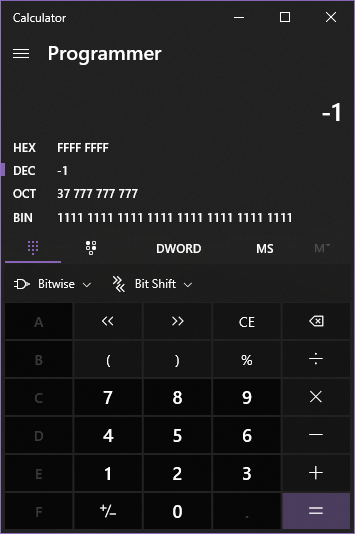 Calculator
Programmer
-1
HEX FFFF FFFF
DEC -1
OCT 37 777 777 777
BIN 1111 1111 1111 1111 1111 1111 1111 1111
DWORD MS M˅
Bitwise Bit Shift
A << >> CE
B ( ) % ÷
C 7 8 9 ×
D 4 5 6 −
E 1 2 3 +
F +/− 0 . =